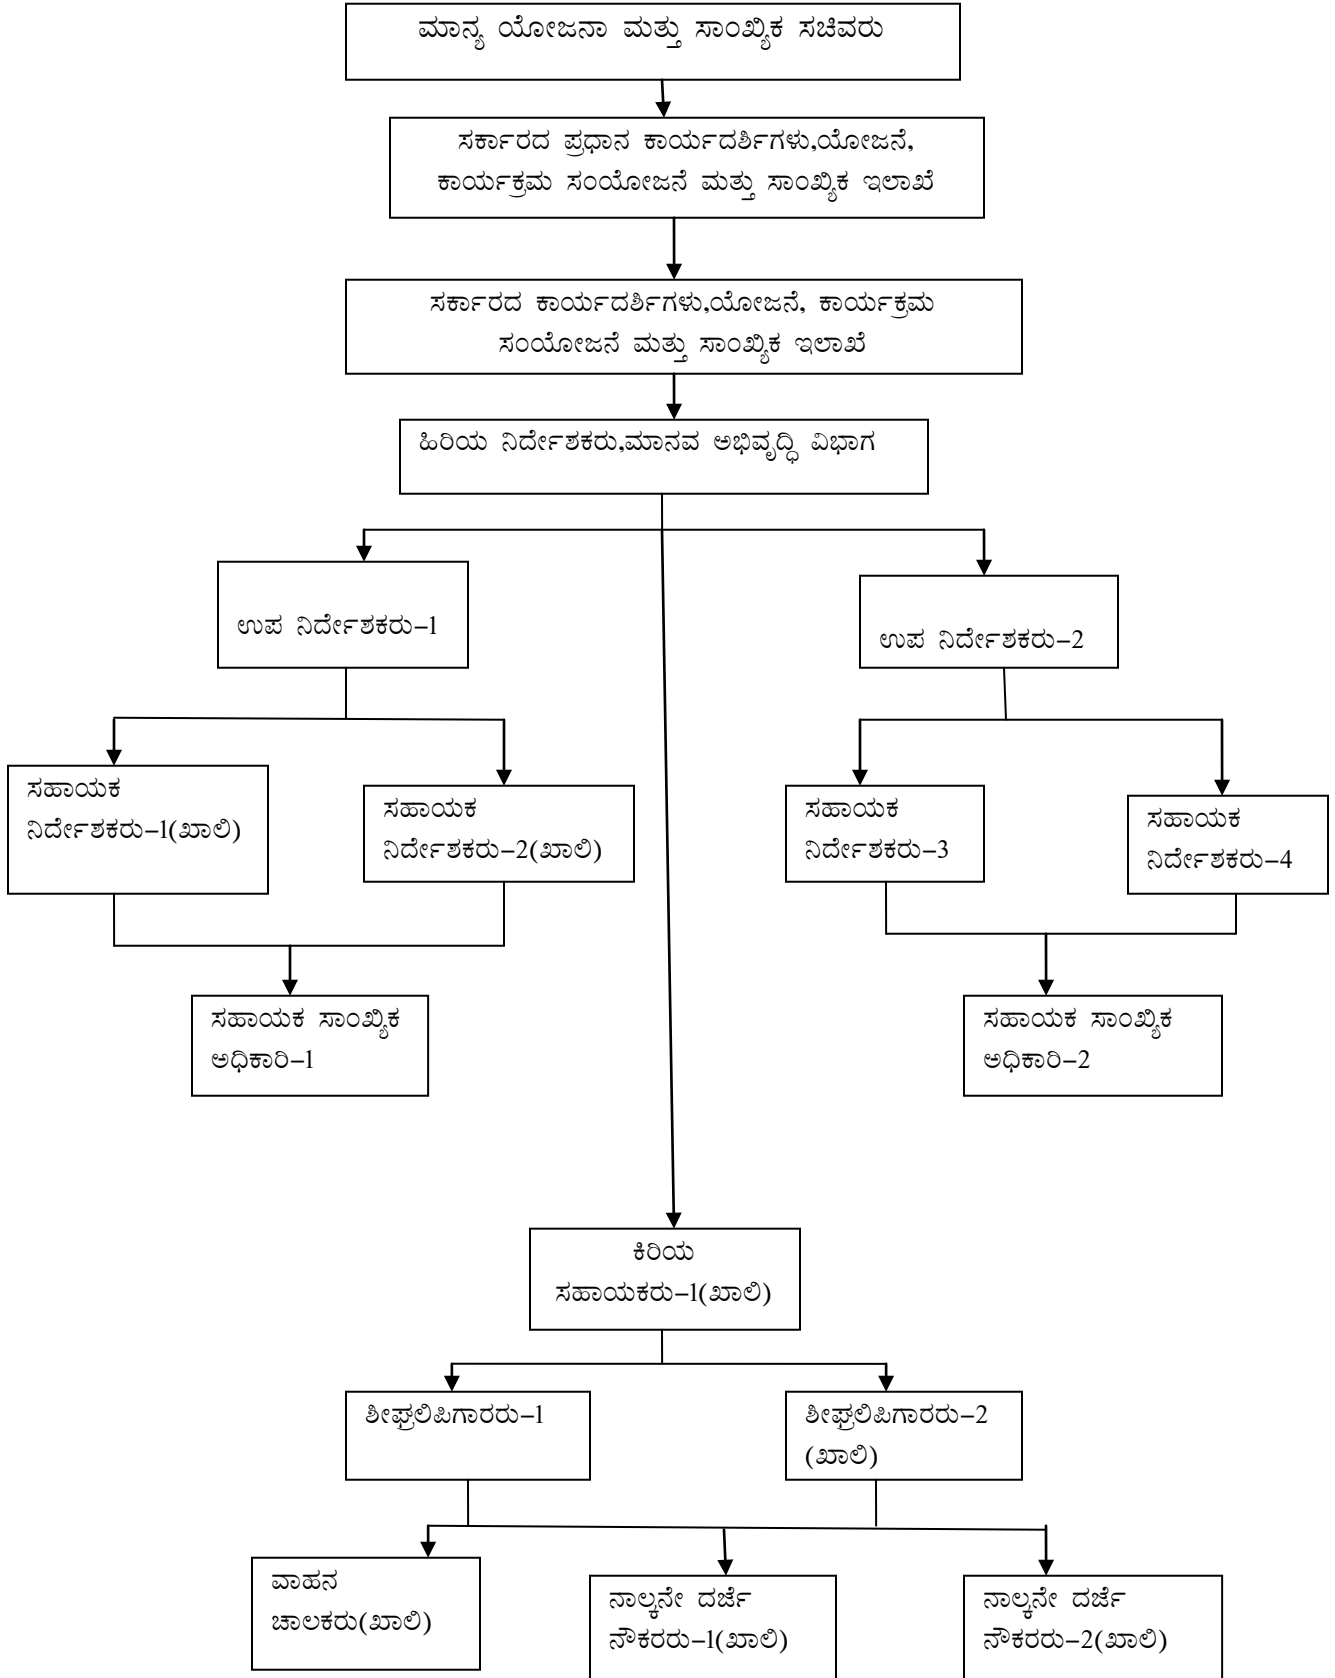 ಮಾನ್ಯ ಯೋಜನಾ ಮತ್ತು ಸಾಂಖ್ಯಿಕ ಸಚಿವರು
ಸರ್ಕಾರದ ಪ್ರಧಾನ ಕಾರ್ಯದರ್ಶಿಗಳು,ಯೋಜನೆ,
ಕಾರ್ಯಕ್ರಮ ಸಂಯೋಜನೆ ಮತ್ತು ಸಾಂಖ್ಯಿಕ ಇಲಾಖೆ
ಸರ್ಕಾರದ ಕಾರ್ಯದರ್ಶಿಗಳು,ಯೋಜನೆ, ಕಾರ್ಯಕ್ರಮ
ಸಂಯೋಜನೆ ಮತ್ತು ಸಾಂಖ್ಯಿಕ ಇಲಾಖೆ
ಹಿರಿಯ ನಿರ್ದೇಶಕರು,ಮಾನವ ಅಭಿವೃದ್ಧಿ ವಿಭಾಗ
ಉಪ ನಿರ್ದೇಶಕರು–1
ಉಪ ನಿರ್ದೇಶಕರು–2
ಸಹಾಯಕ
ನಿರ್ದೇಶಕರು–1(ಖಾಲಿ)
ಸಹಾಯಕ
ನಿರ್ದೇಶಕರು–2(ಖಾಲಿ)
ಸಹಾಯಕ
ನಿರ್ದೇಶಕರು–3
ಸಹಾಯಕ
ನಿರ್ದೇಶಕರು–4
ಸಹಾಯಕ ಸಾಂಖ್ಯಿಕ
ಅಧಿಕಾರಿ–1
ಸಹಾಯಕ ಸಾಂಖ್ಯಿಕ
ಅಧಿಕಾರಿ–2
ಕಿರಿಯ
ಸಹಾಯಕರು–1(ಖಾಲಿ)
ಶೀಘ್ರಲಿಪಿಗಾರರು–1
ಶೀಘ್ರಲಿಪಿಗಾರರು–2
(ಖಾಲಿ)
ವಾಹನ
ಚಾಲಕರು(ಖಾಲಿ)
ನಾಲ್ಕನೇ ದರ್ಜೆ
ನೌಕರರು–1(ಖಾಲಿ)
ನಾಲ್ಕನೇ ದರ್ಜೆ
ನೌಕರರು–2(ಖಾಲಿ)